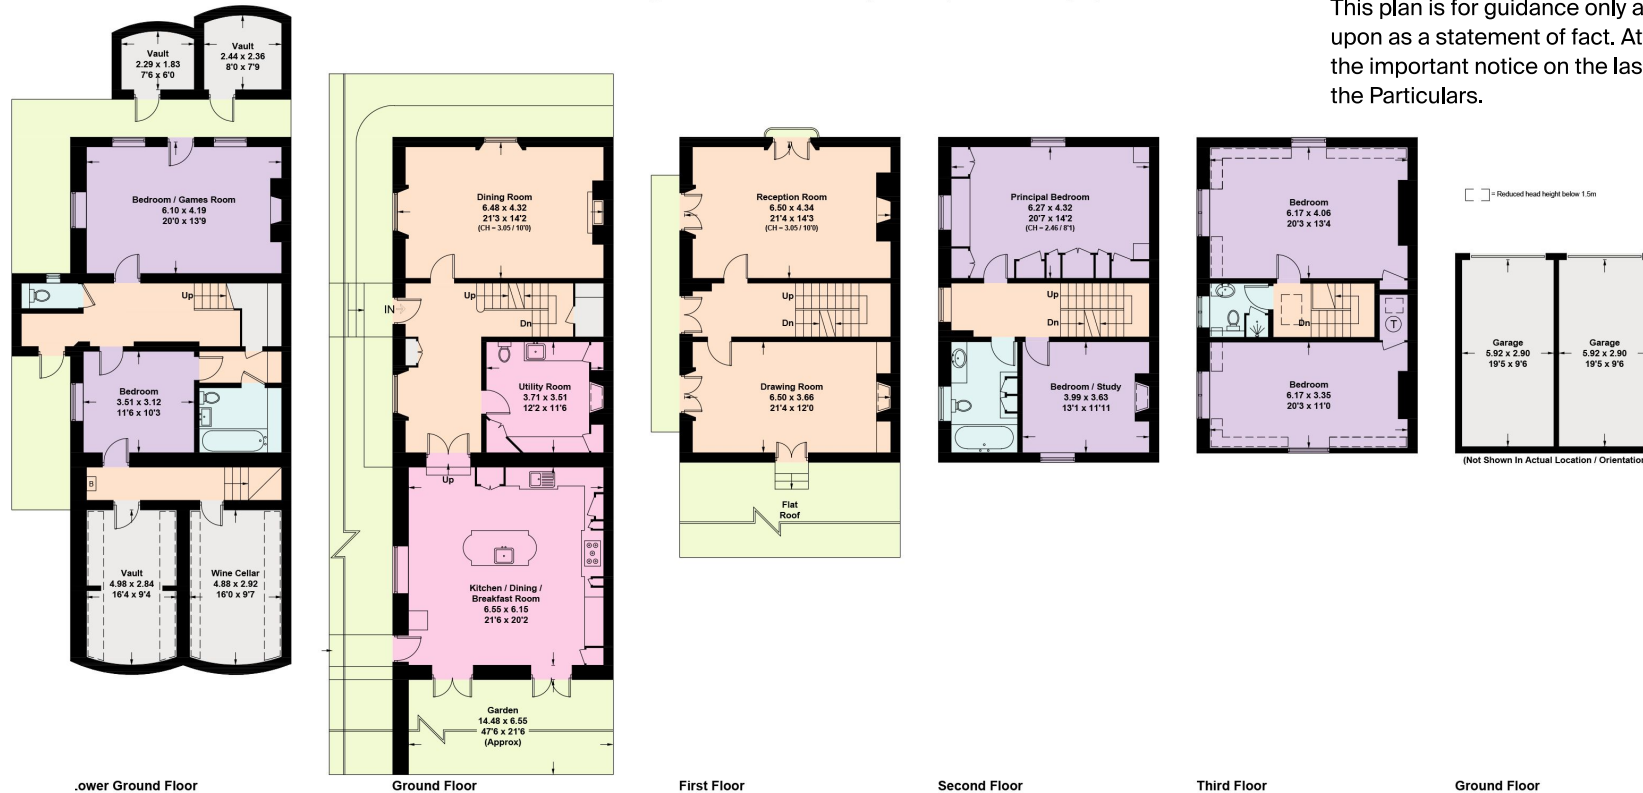 This plan is for guidance only a
upon as a statement of fact. At
the important notice on the las
the Particulars.
Vault
2.29 x 1.83
7'6 x 6'0
Vault
2.44 x 2.36
8'0 x 7'9
Bedroom / Games Room
6.10 x 4.19
20'0 x 13'9
Up
Bedroom
3.51 x 3.12
11'6 x 10'3
B
Vault
4.98 x 2.84
16'4 x 9'4
Wine Cellar
4.88 x 2.92
16'0 x 9'7
.ower Ground Floor
Dining Room
6.48 x 4.32
21'3 x 14'2
(CH = 3.05 / 10'0)
IN
Up
Dn
Utility Room
3.71 x 3.51
12'2 x 11'6
Up
Kitchen / Dining /
Breakfast Room
6.55 x 6.15
21'6 x 20'2
Garden
14.48 x 6.55
47'6 x 21'6
(Approx)
Ground Floor
Reception Room
6.50 x 4.34
21'4 x 14'3
(CH = 3.05 / 10'0)
Up
Dn
Drawing Room
6.50 x 3.66
21'4 x 12'0
Flat
Roof
First Floor
Principal Bedroom
6.27 x 4.32
20'7 x 14'2
(CH = 2.46 / 8'1)
Up
Dn
Bedroom / Study
3.99 x 3.63
13'1 x 11'11
Second Floor
Bedroom
6.17 x 4.06
20'3 x 13'4
Dn
T
Bedroom
6.17 x 3.35
20'3 x 11'0
Third Floor
= Reduced head height below 1.5m
Garage
5.92 x 2.90
19'5 x 9'6
Garage
5.92 x 2.90
19'5 x 9'6
(Not Shown In Actual Location / Orientation
Ground Floor